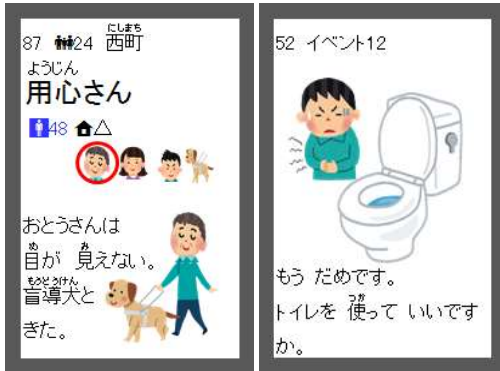 87 24 西町
にしまち
用心さん
ようじん
48 △
おとうさんは
目が 見えない。
め み
盲導犬と
もうどうけん
きた。
52 イベント12
もう だめです。
トイレを 使って いいです
つか
か。